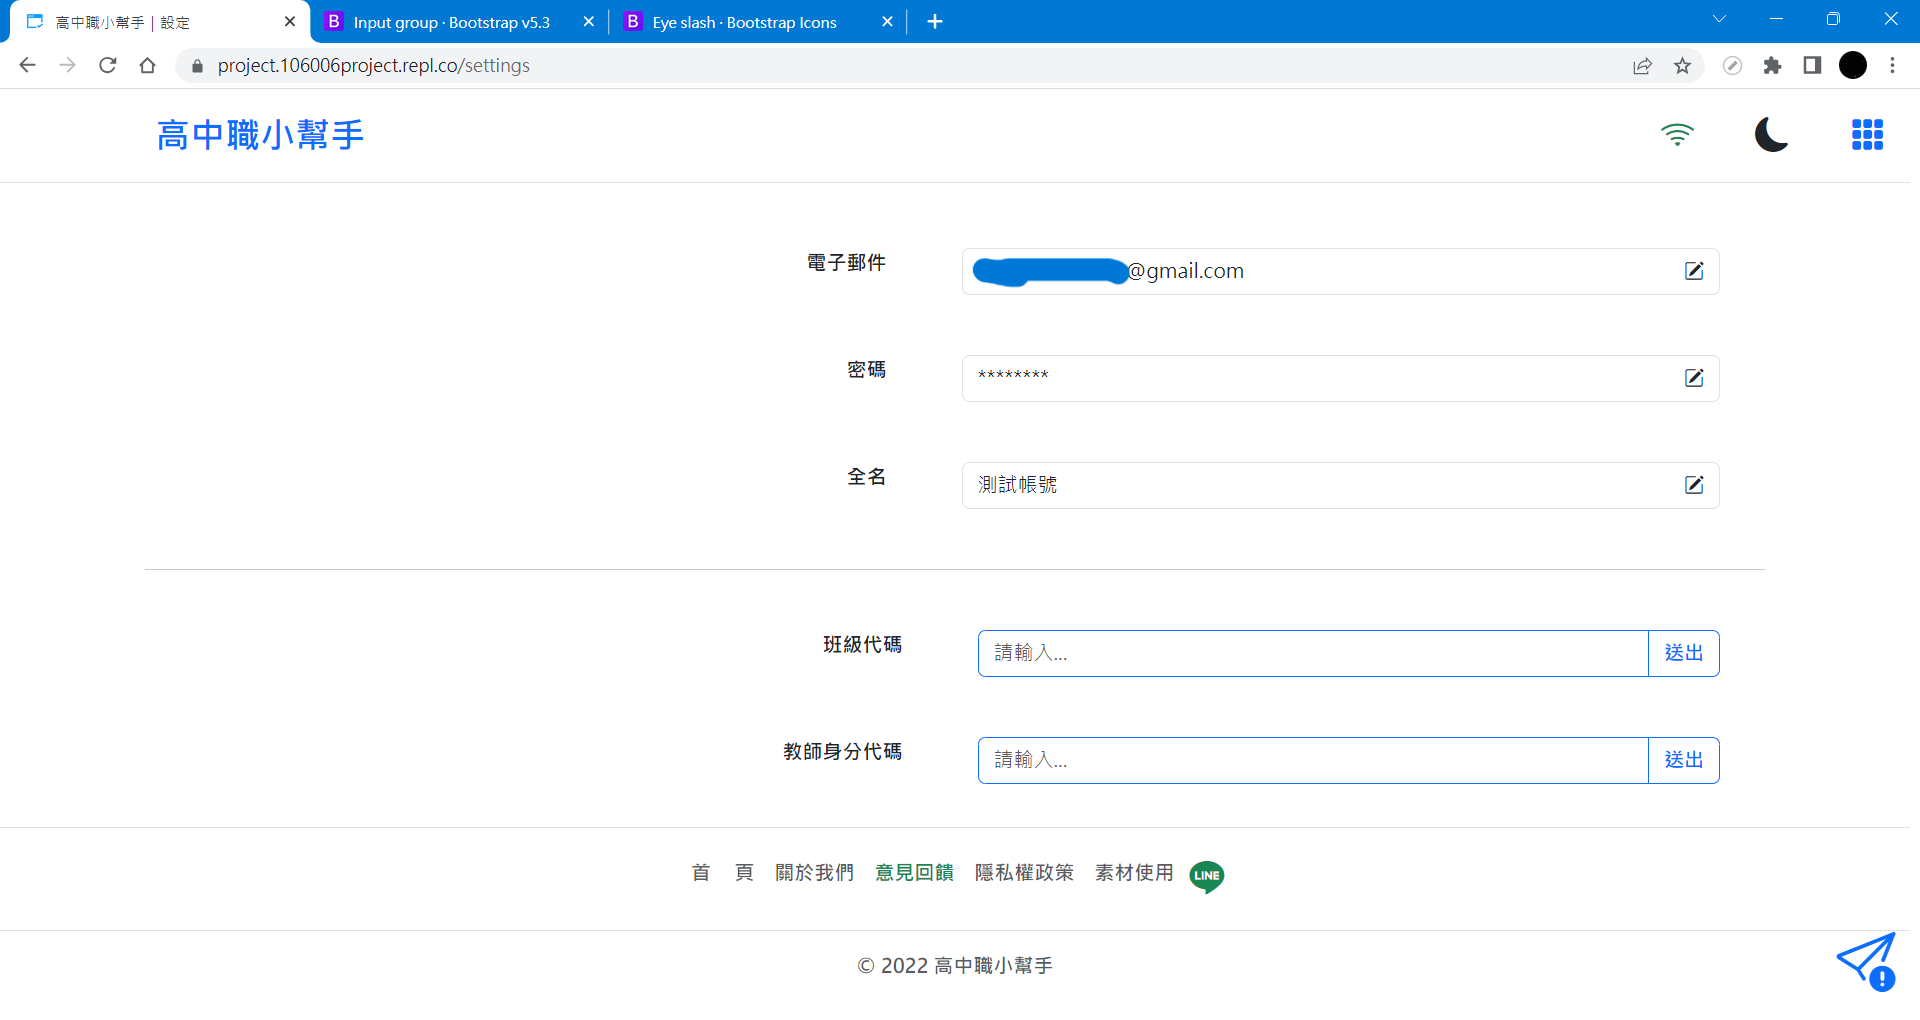 高中職小幫手 | 設定
Input group · Bootstrap v5.3
Eye slash · Bootstrap Icons
project.106006project.repl.co/settings
高中職小幫手
電子郵件
@gmail.com
密碼
********
全名
測試帳號
班級代碼
請輸入...
送出
教師身分代碼
請輸入...
送出
首 頁 關於我們 意見回饋 隱私權政策 素材使用 LINE
© 2022 高中職小幫手